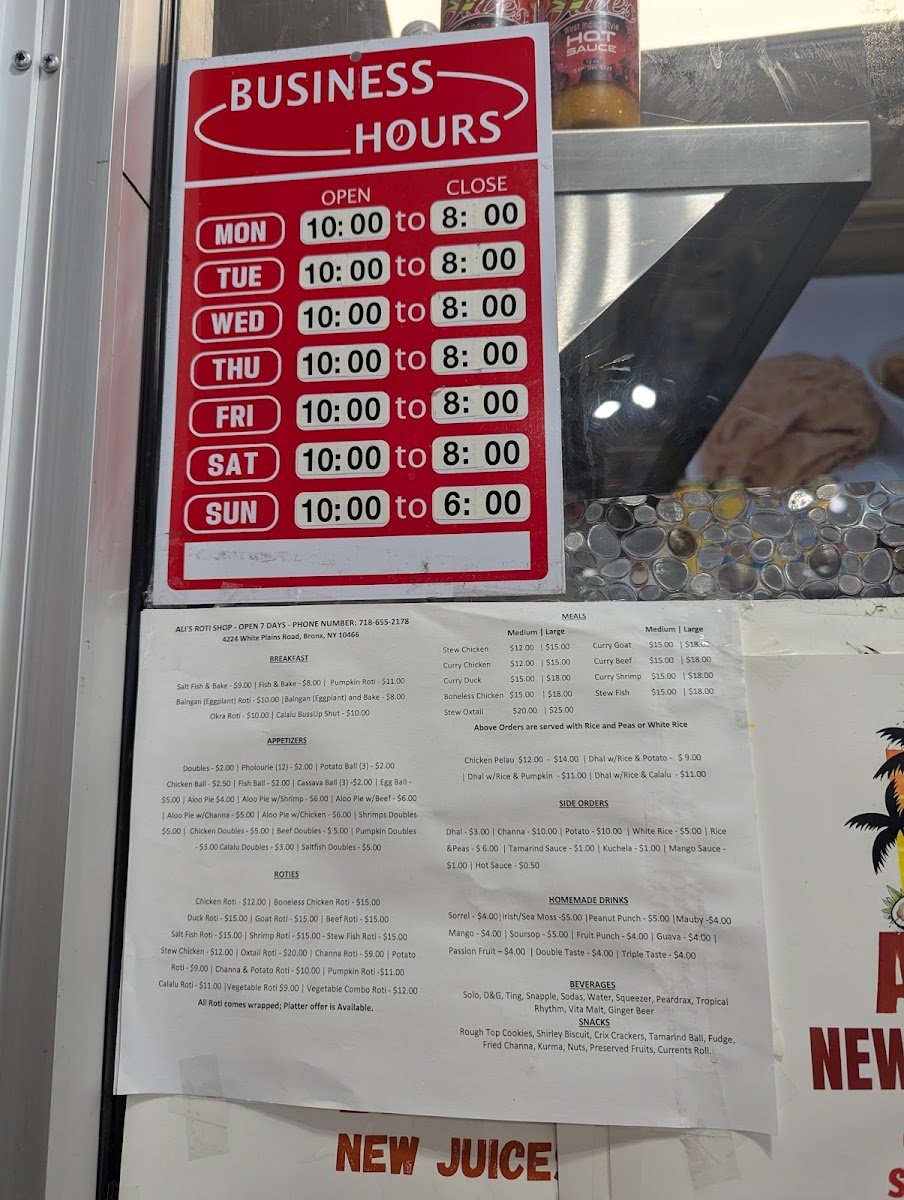 West Indian Style
HOT
SAUCE
BUSINESS
HOURS
OPEN CLOSE
MON 10:00 to 8: 00
TUE 10:00 to 8: 00
WED 10:00 to 8: 00
THU 10:00 to 8: 00
FRI 10:00 to 8: 00
SAT 10:00 to 8: 00
SUN 10:00 to 6: 00
ALI'S ROTI SHOP - OPEN 7 DAYS - PHONE NUMBER: 718-655-2178
4224 White Plains Road, Bronx, NY 10466
BREAKFAST
Salt Fish & Bake - $9.00 | Fish & Bake - $8.00 | Pumpkin Roti - $11.00
Baingan (Eggplant) Roti - $10.00 |Baingan (Eggplant) and Bake - $8.00
Okra Roti - $10.00 | Calalu BussUp Shut - $10.00
APPETIZERS
Doubles - $2.00 | Pholourie (12) - $2.00 | Potato Ball (3) - $2.00
Chicken Ball - $2.50 | Fish Ball - $2.00 | Cassava Ball (3) -$2.00 | Egg Ball -
$5.00 | Aloo Pie $4.00 | Aloo Pie w/Shrimp - $6.00 | Aloo Pie w/Beef - $6.00
| Aloo Pie w/Channa - $5.00 | Aloo Pie w/Chicken - $6.00 | Shrimps Doubles
$5.00 | Chicken Doubles - $5.00 | Beef Doubles - $ 5.00 | Pumpkin Doubles
- $3.00 Calalu Doubles - $3.00 | Saltfish Doubles - $5.00
ROTIES
Chicken Roti - $12.00 | Boneless Chicken Roti - $15.00
Duck Roti - $15.00 | Goat Roti - $15.00 | Beef Roti - $15.00
Salt Fish Roti - $15.00 | Shrimp Roti - $15.00 - Stew Fish Roti - $15.00
Stew Chicken - $12.00 | Oxtail Roti - $20.00 | Channa Roti - $9.00 | Potato
Roti - $9.00 | Channa & Potato Roti - $10.00 | Pumpkin Roti -$11.00
Calalu Roti - $11.00 |Vegetable Roti $9.00 | Vegetable Combo Roti - $12.00
All Roti comes wrapped; Platter offer is Available.
MEALS
Medium | Large Medium | Large
Stew Chicken $12.00 | $15.00 Curry Goat $15.00 | $18.00
Curry Chicken $12.00 | $15.00 Curry Beef $15.00 | $18.00
Curry Duck $15.00 | $18.00 Curry Shrimp $15.00 | $18.00
Boneless Chicken $15.00 | $18.00 Stew Fish $15.00 | $18.00
Stew Oxtail $20.00 | $25.00
Above Orders are served with Rice and Peas or White Rice
Chicken Pelau $12.00 - $14.00 | Dhal w/Rice & Potato - $ 9.00
| Dhal w/Rice & Pumpkin - $11.00 | Dhal w/Rice & Calalu - $11.00
SIDE ORDERS
Dhal - $3.00 | Channa - $10.00 | Potato - $10.00 | White Rice - $5.00 | Rice
&Peas - $ 6.00 | Tamarind Sauce - $1.00 | Kuchela - $1.00 | Mango Sauce -
$1.00 | Hot Sauce - $0.50
HOMEMADE DRINKS
Sorrel - $4.00|Irish/Sea Moss -$5.00 |Peanut Punch - $5.00 |Mauby -$4.00
Mango - $4.00 | Soursop - $5.00 | Fruit Punch - $4.00 | Guava - $4.00 |
Passion Fruit – $4.00 | Double Taste - $4.00 | Triple Taste - $4.00
BEVERAGES
Solo, D&G, Ting, Snapple, Sodas, Water, Squeezer, Peardrax, Tropical
Rhythm, Vita Malt, Ginger Beer
SNACKS
Rough Top Cookies, Shirley Biscuit, Crix Crackers, Tamarind Ball, Fudge,
Fried Channa, Kurma, Nuts, Preserved Fruits, Currents Roll.
NEW JUICE
A
NEW
S